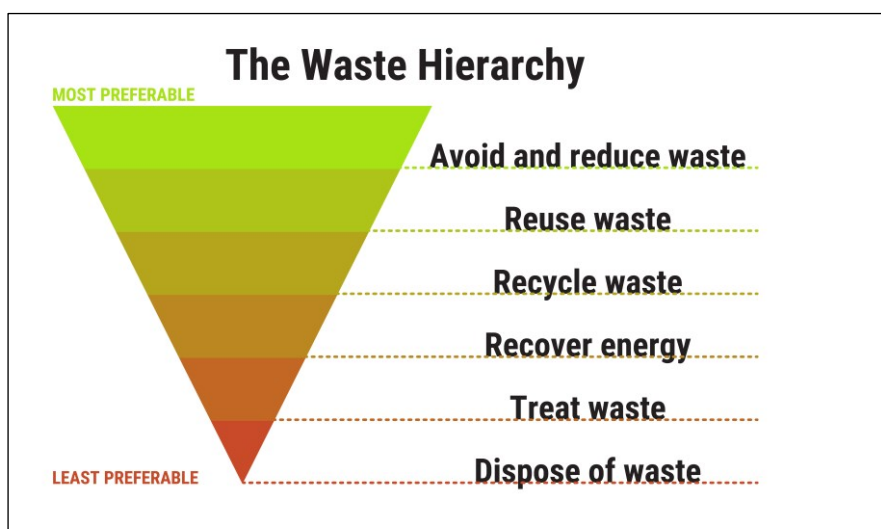 The Waste Hierarchy
MOST PREFERABLE
Avoid and reduce waste
Reuse waste
Recycle waste
Recover energy
Treat waste
Dispose of waste
LEAST PREFERABLE